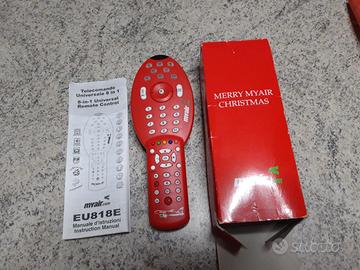 Telecomando
Universale 8 in 1
8-in-1 Universal
Remote Control
myair.com
EU818E
Manuale d'istruzioni
Instruction Manual
myair
MERRY MYAIR
CHRISTMAS
subito